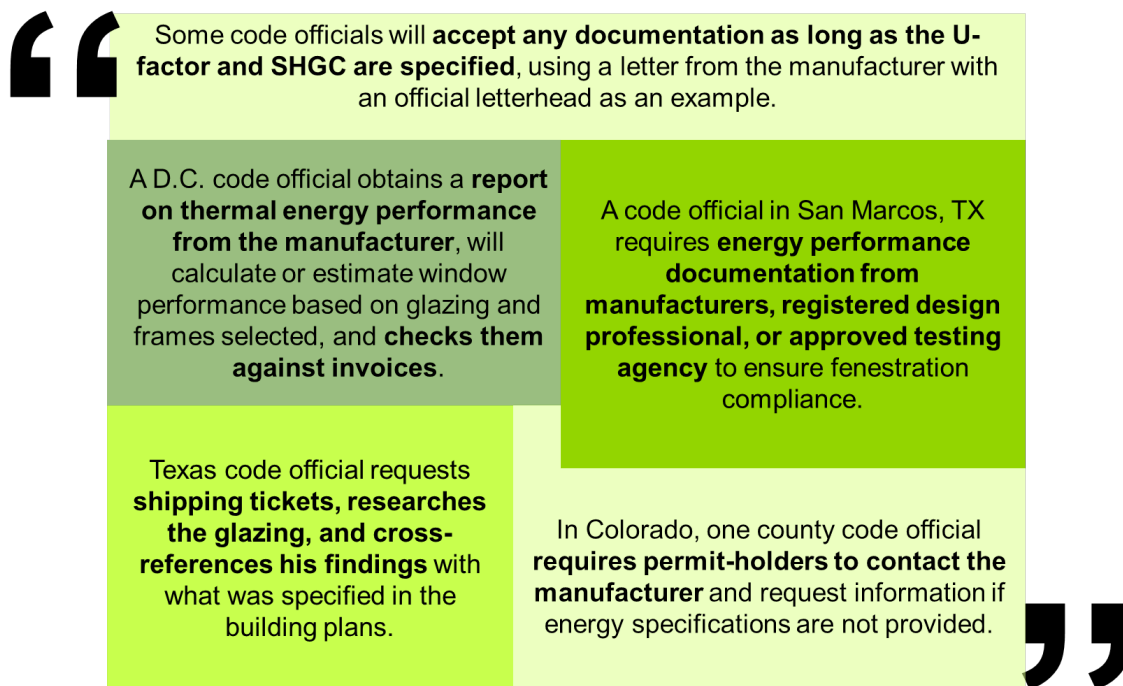 Some code officials will accept any documentation as long as the U-
factor and SHGC are specified, using a letter from the manufacturer with
an official letterhead as an example.
A D.C. code official obtains a report
on thermal energy performance
from the manufacturer, will
calculate or estimate window
performance based on glazing and
frames selected, and checks them
against invoices.
A code official in San Marcos, TX
requires energy performance
documentation from
manufacturers, registered design
professional, or approved testing
agency to ensure fenestration
compliance.
Texas code official requests
shipping tickets, researches
the glazing, and cross-
references his findings with
what was specified in the
building plans.
In Colorado, one county code official
requires permit-holders to contact the
manufacturer and request information if
energy specifications are not provided.